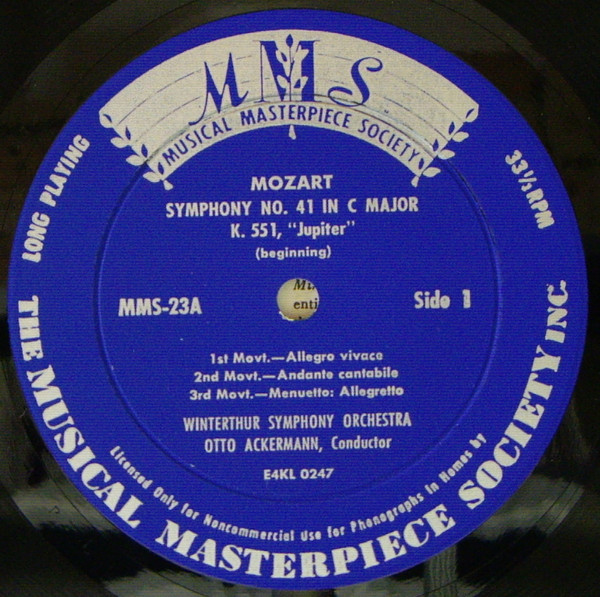 MMS
MUSICAL MASTERPIECE SOCIETY
LONG PLAYING
33⅓ RPM
MOZART
SYMPHONY NO. 41 IN C MAJOR
K. 551, "Jupiter"
(beginning)
MMS-23A
Side 1
1st Movt.—Allegro vivace
2nd Movt.—Andante cantabile
3rd Movt.—Menuetto: Allegretto
WINTERTHUR SYMPHONY ORCHESTRA
OTTO ACKERMANN, Conductor
E4KL 0247
Licensed Only for Noncommercial Use for Phonographs in Homes by
THE MUSICAL MASTERPIECE SOCIETY INC